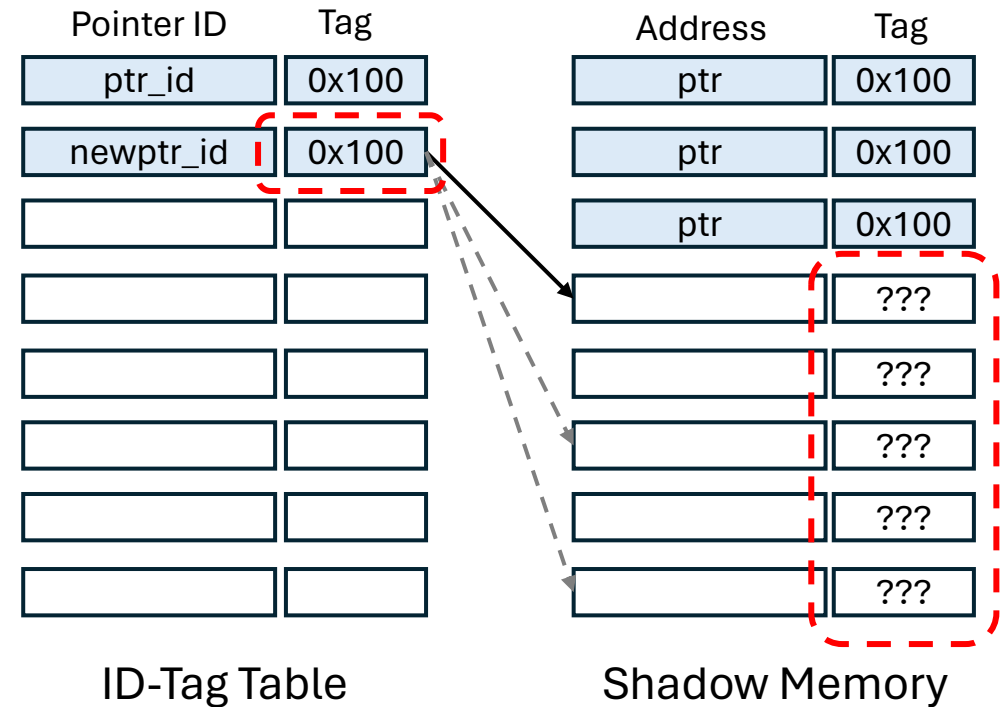 Pointer ID Tag Address Tag
ptr_id 0x100 ptr 0x100
newptr_id 0x100 ptr 0x100
ptr 0x100
???
???
???
???
???
ID-Tag Table Shadow Memory